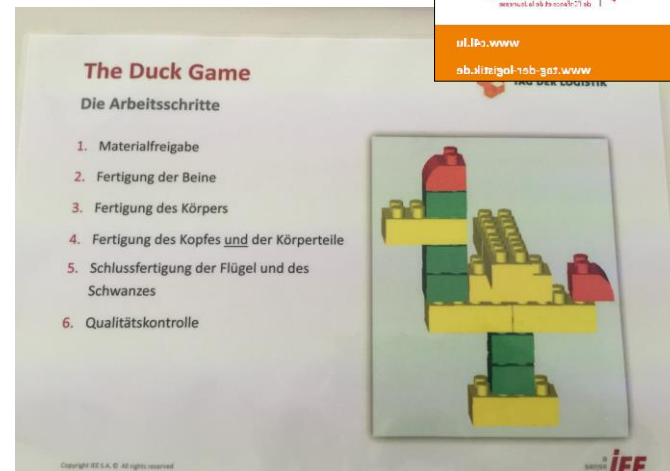 www.c4l.lu
www.tag-der-logistik.de
TAG DER LOGISTIK
The Duck Game
Die Arbeitsschritte
1. Materialfreigabe
2. Fertigung der Beine
3. Fertigung des Körpers
4. Fertigung des Kopfes und der Körperteile
5. Schlussfertigung der Flügel und des
Schwanzes
6. Qualitätskontrolle
Copyright IEE S.A. © All rights reserved
IEE